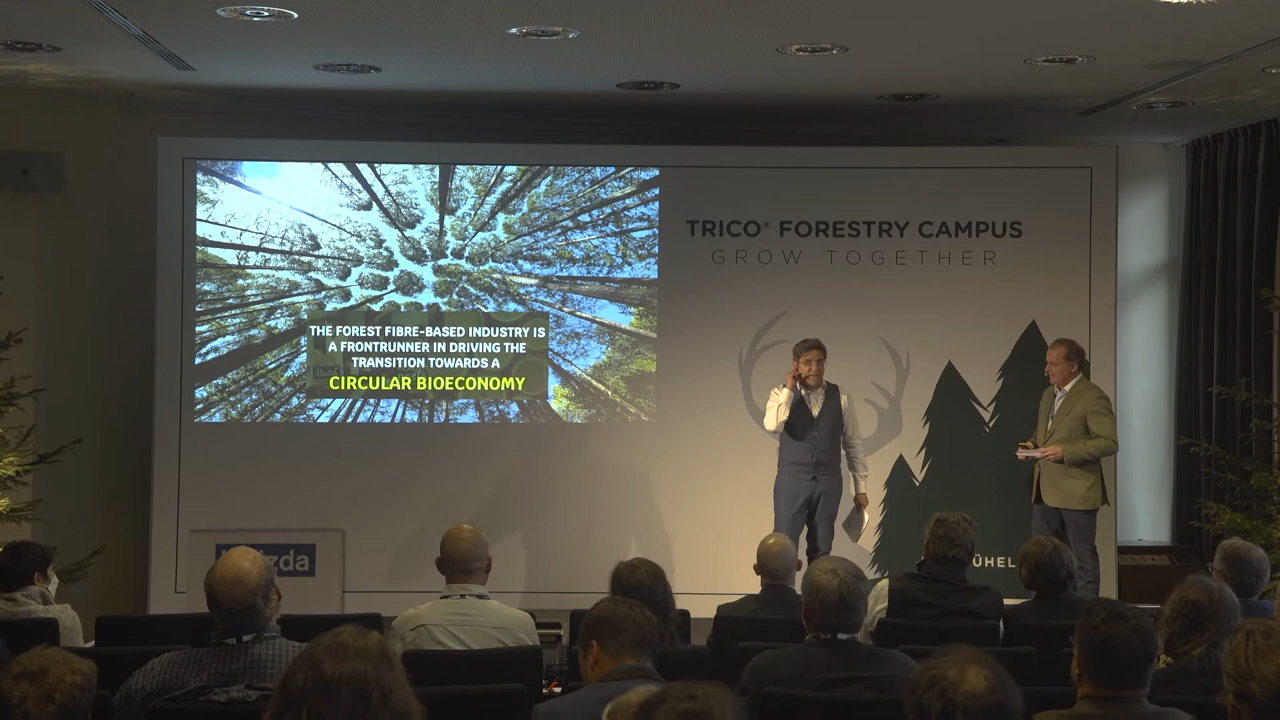 THE FOREST FIBRE-BASED INDUSTRY IS
A FRONTRUNNER IN DRIVING THE
TRANSITION TOWARDS A
CIRCULAR BIOECONOMY
TRICO® FORESTRY CAMPUS
GROW TOGETHER